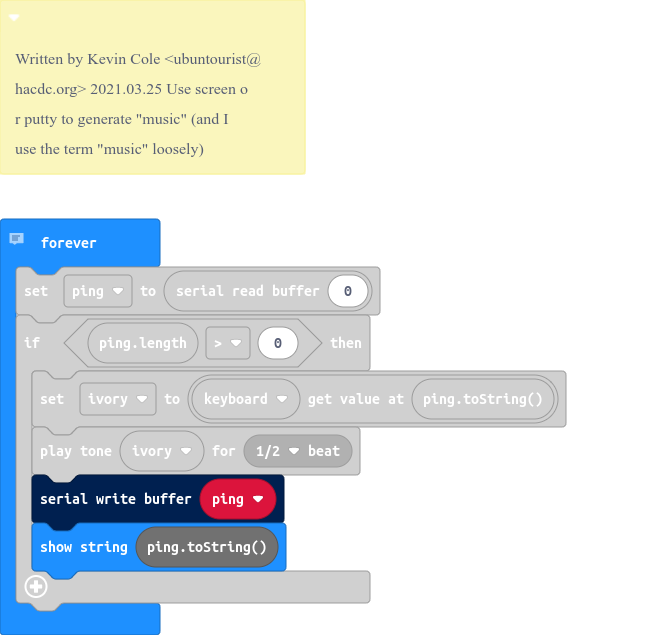 Written by Kevin Cole <ubuntourist@
hacdc.org> 2021.03.25 Use screen o
r putty to generate "music" (and I
use the term "music" loosely)
forever
set ping to serial read buffer 0
if ping.length > 0 then
set ivory to keyboard get value at ping.toString()
play tone ivory for 1/2 beat
serial write buffer ping
show string ping.toString()